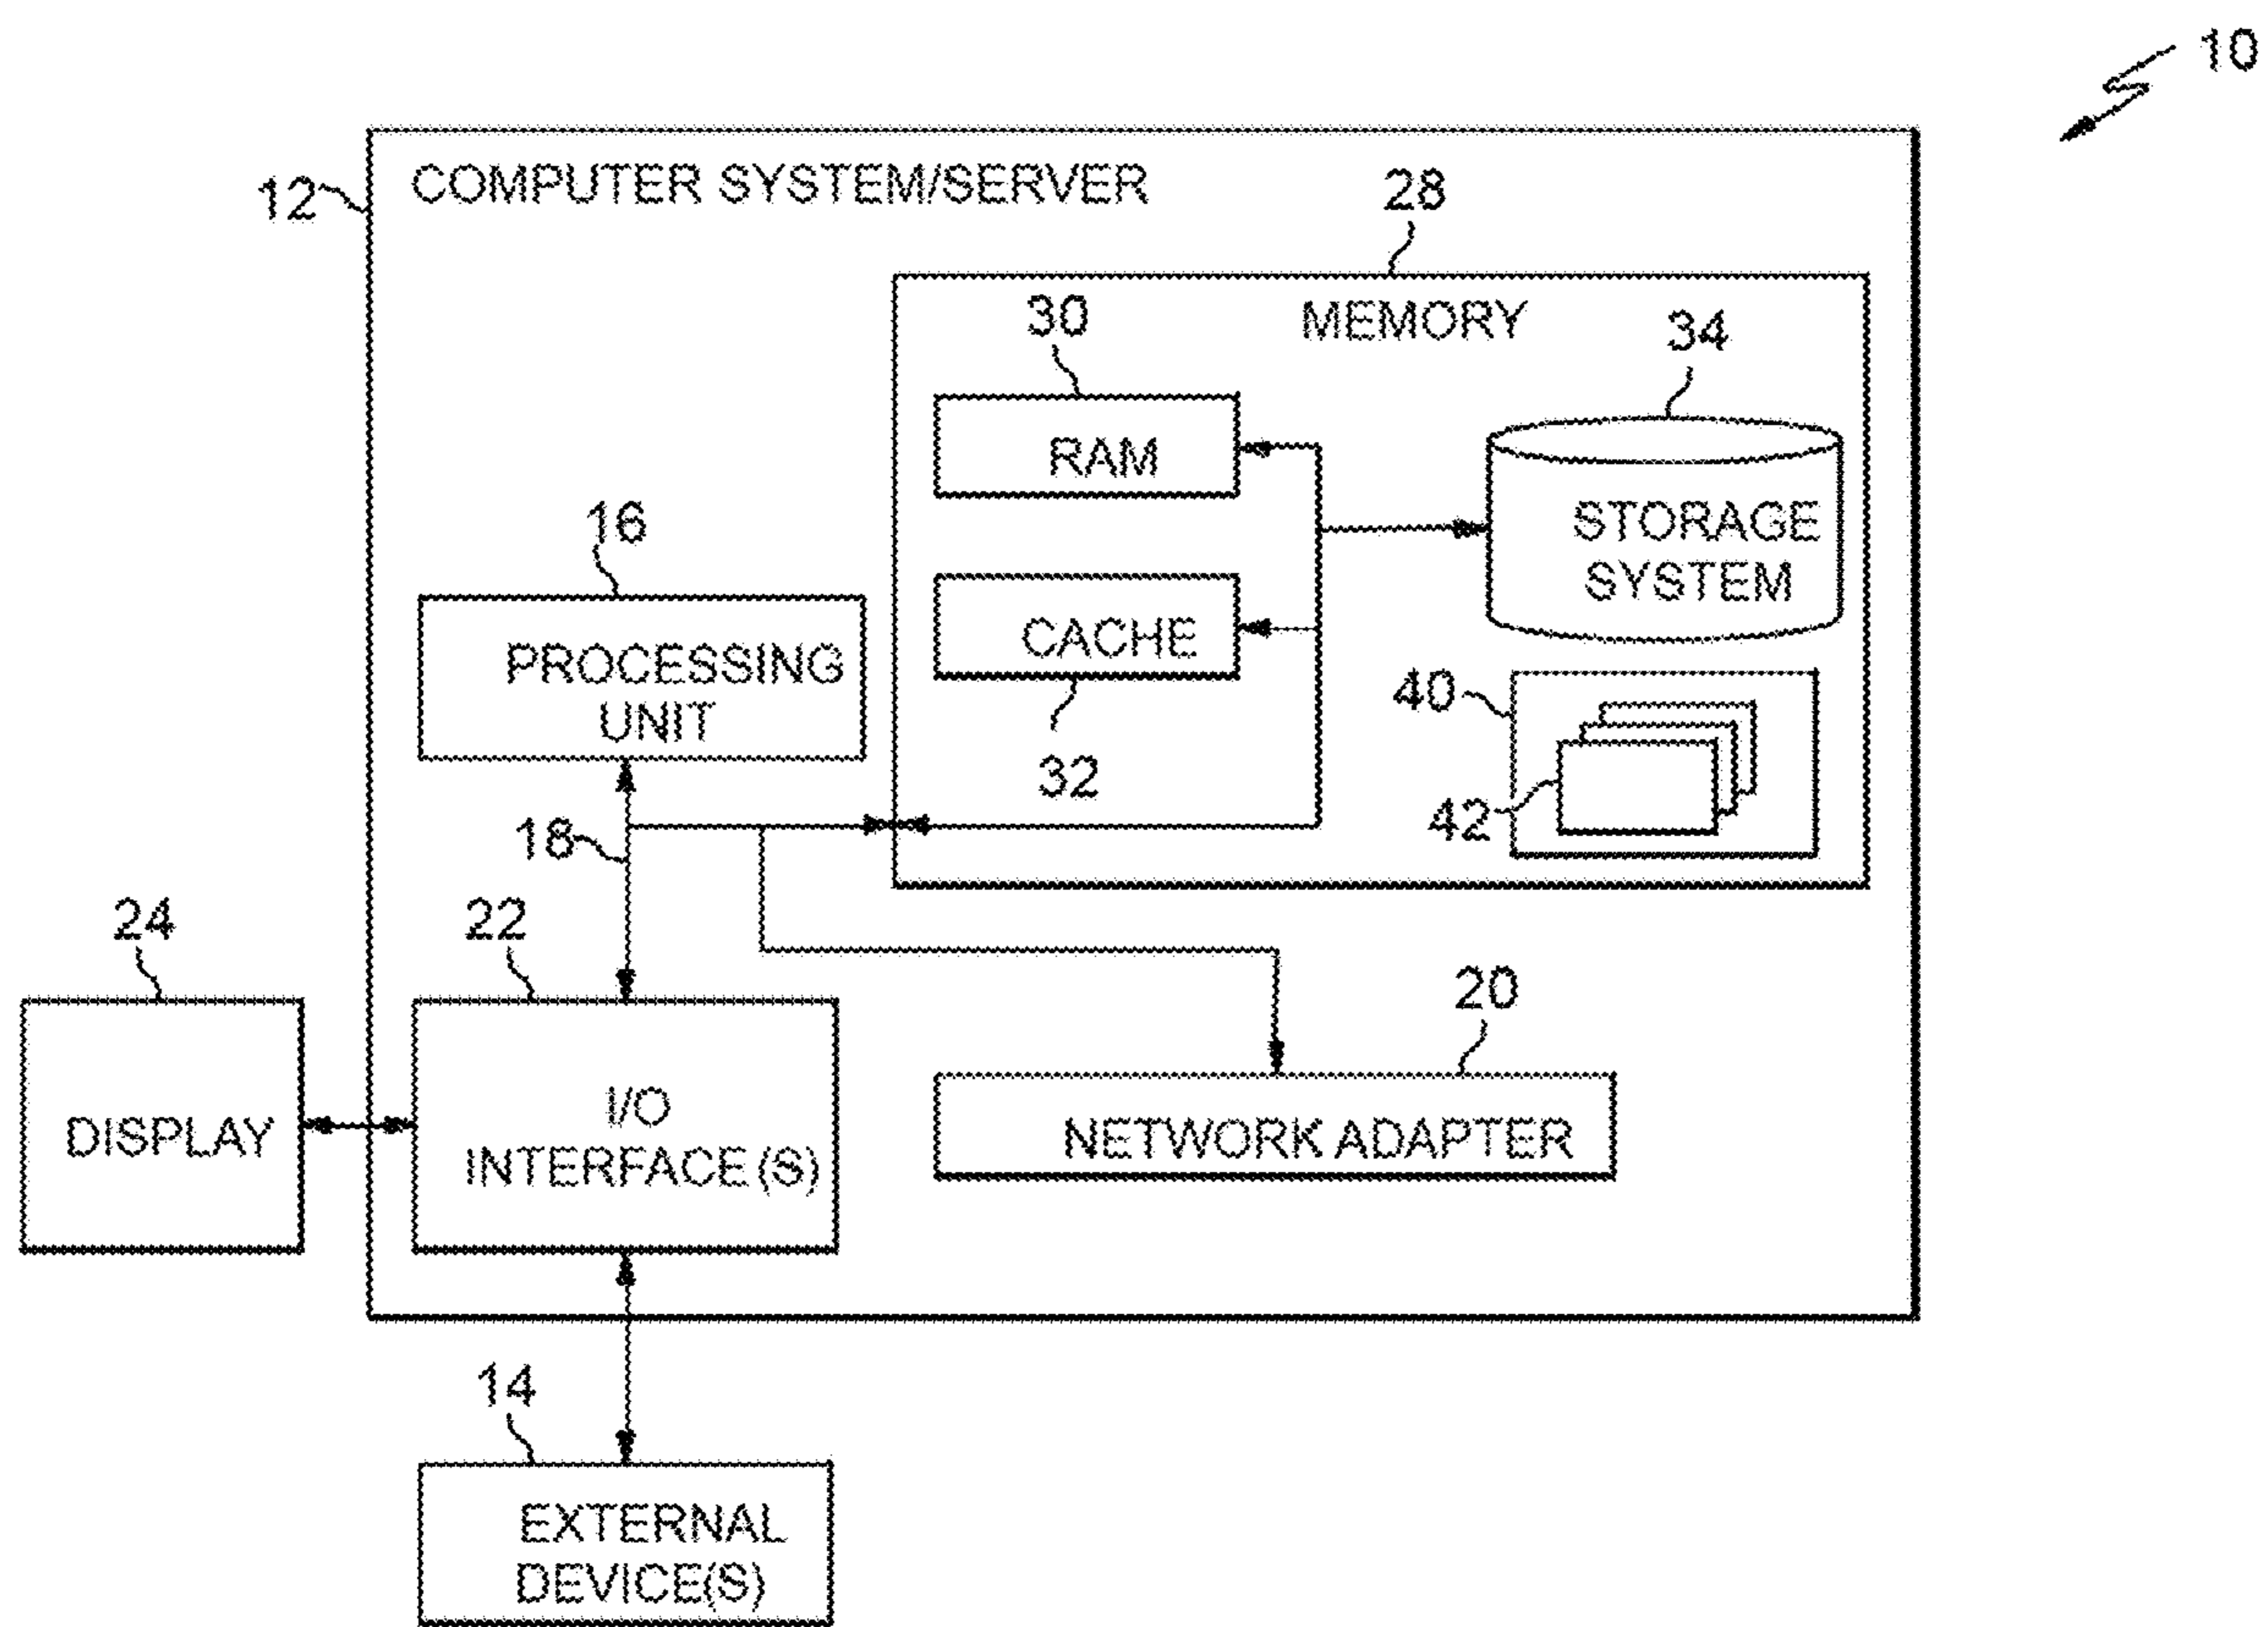 10
12
COMPUTER SYSTEM/SERVER
28
MEMORY
30
34
RAM
STORAGE
SYSTEM
16
PROCESSING
UNIT
CACHE
32
40
42
18
24
22
20
DISPLAY
I/O
INTERFACE(S)
NETWORK ADAPTER
14
EXTERNAL
DEVICE(S)